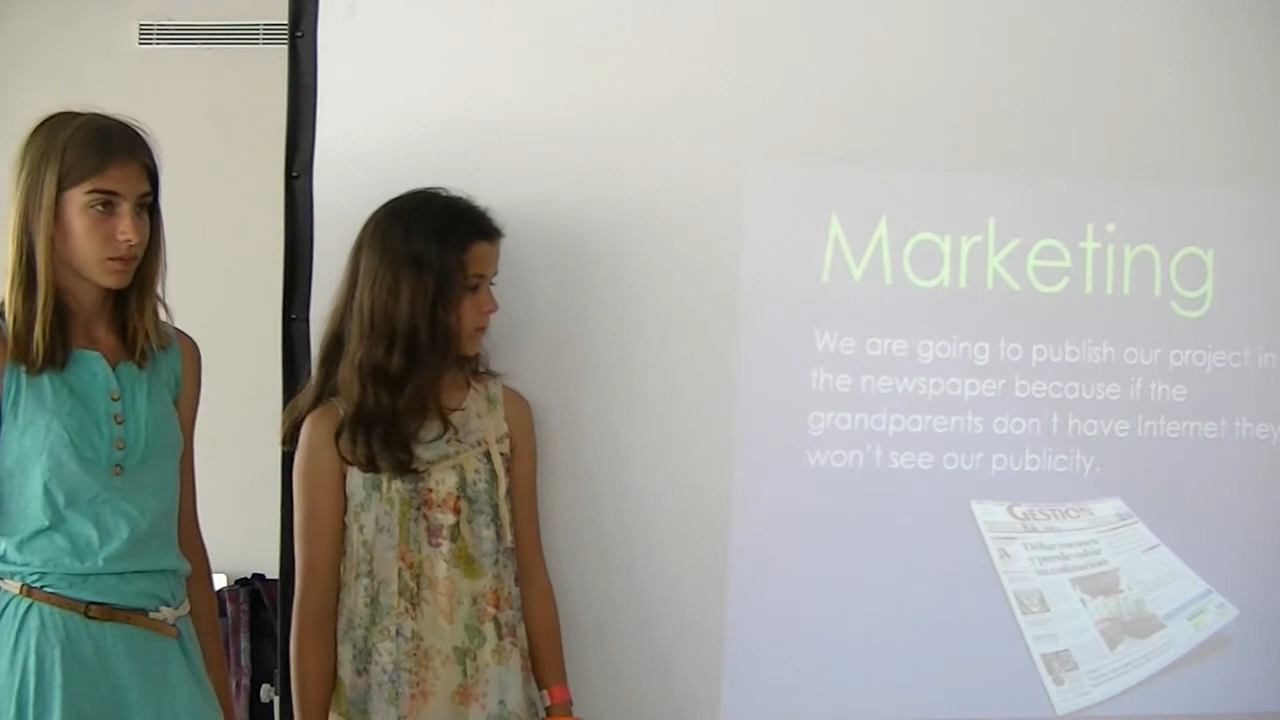 Marketing
We are going to publish our project in
the newspaper because if the
grandparents don't have Internet they
won't see our publicity.
GESTIÓN